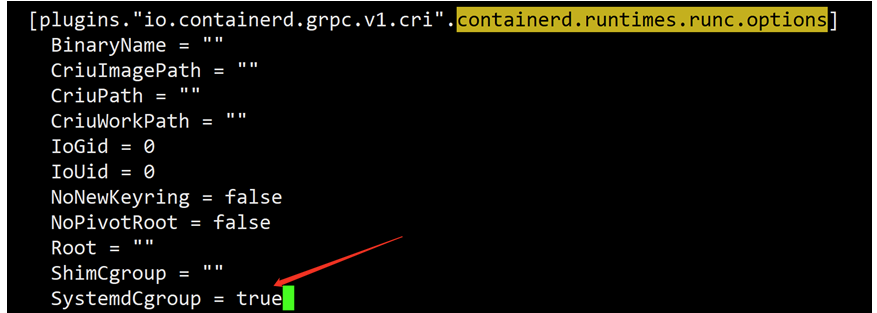 [plugins."io.containerd.grpc.v1.cri".containerd.runtimes.runc.options]
BinaryName = ""
CriuImagePath = ""
CriuPath = ""
CriuWorkPath = ""
IoGid = 0
IoUid = 0
NoNewKeyring = false
NoPivotRoot = false
Root = ""
ShimCgroup = ""
SystemdCgroup = true